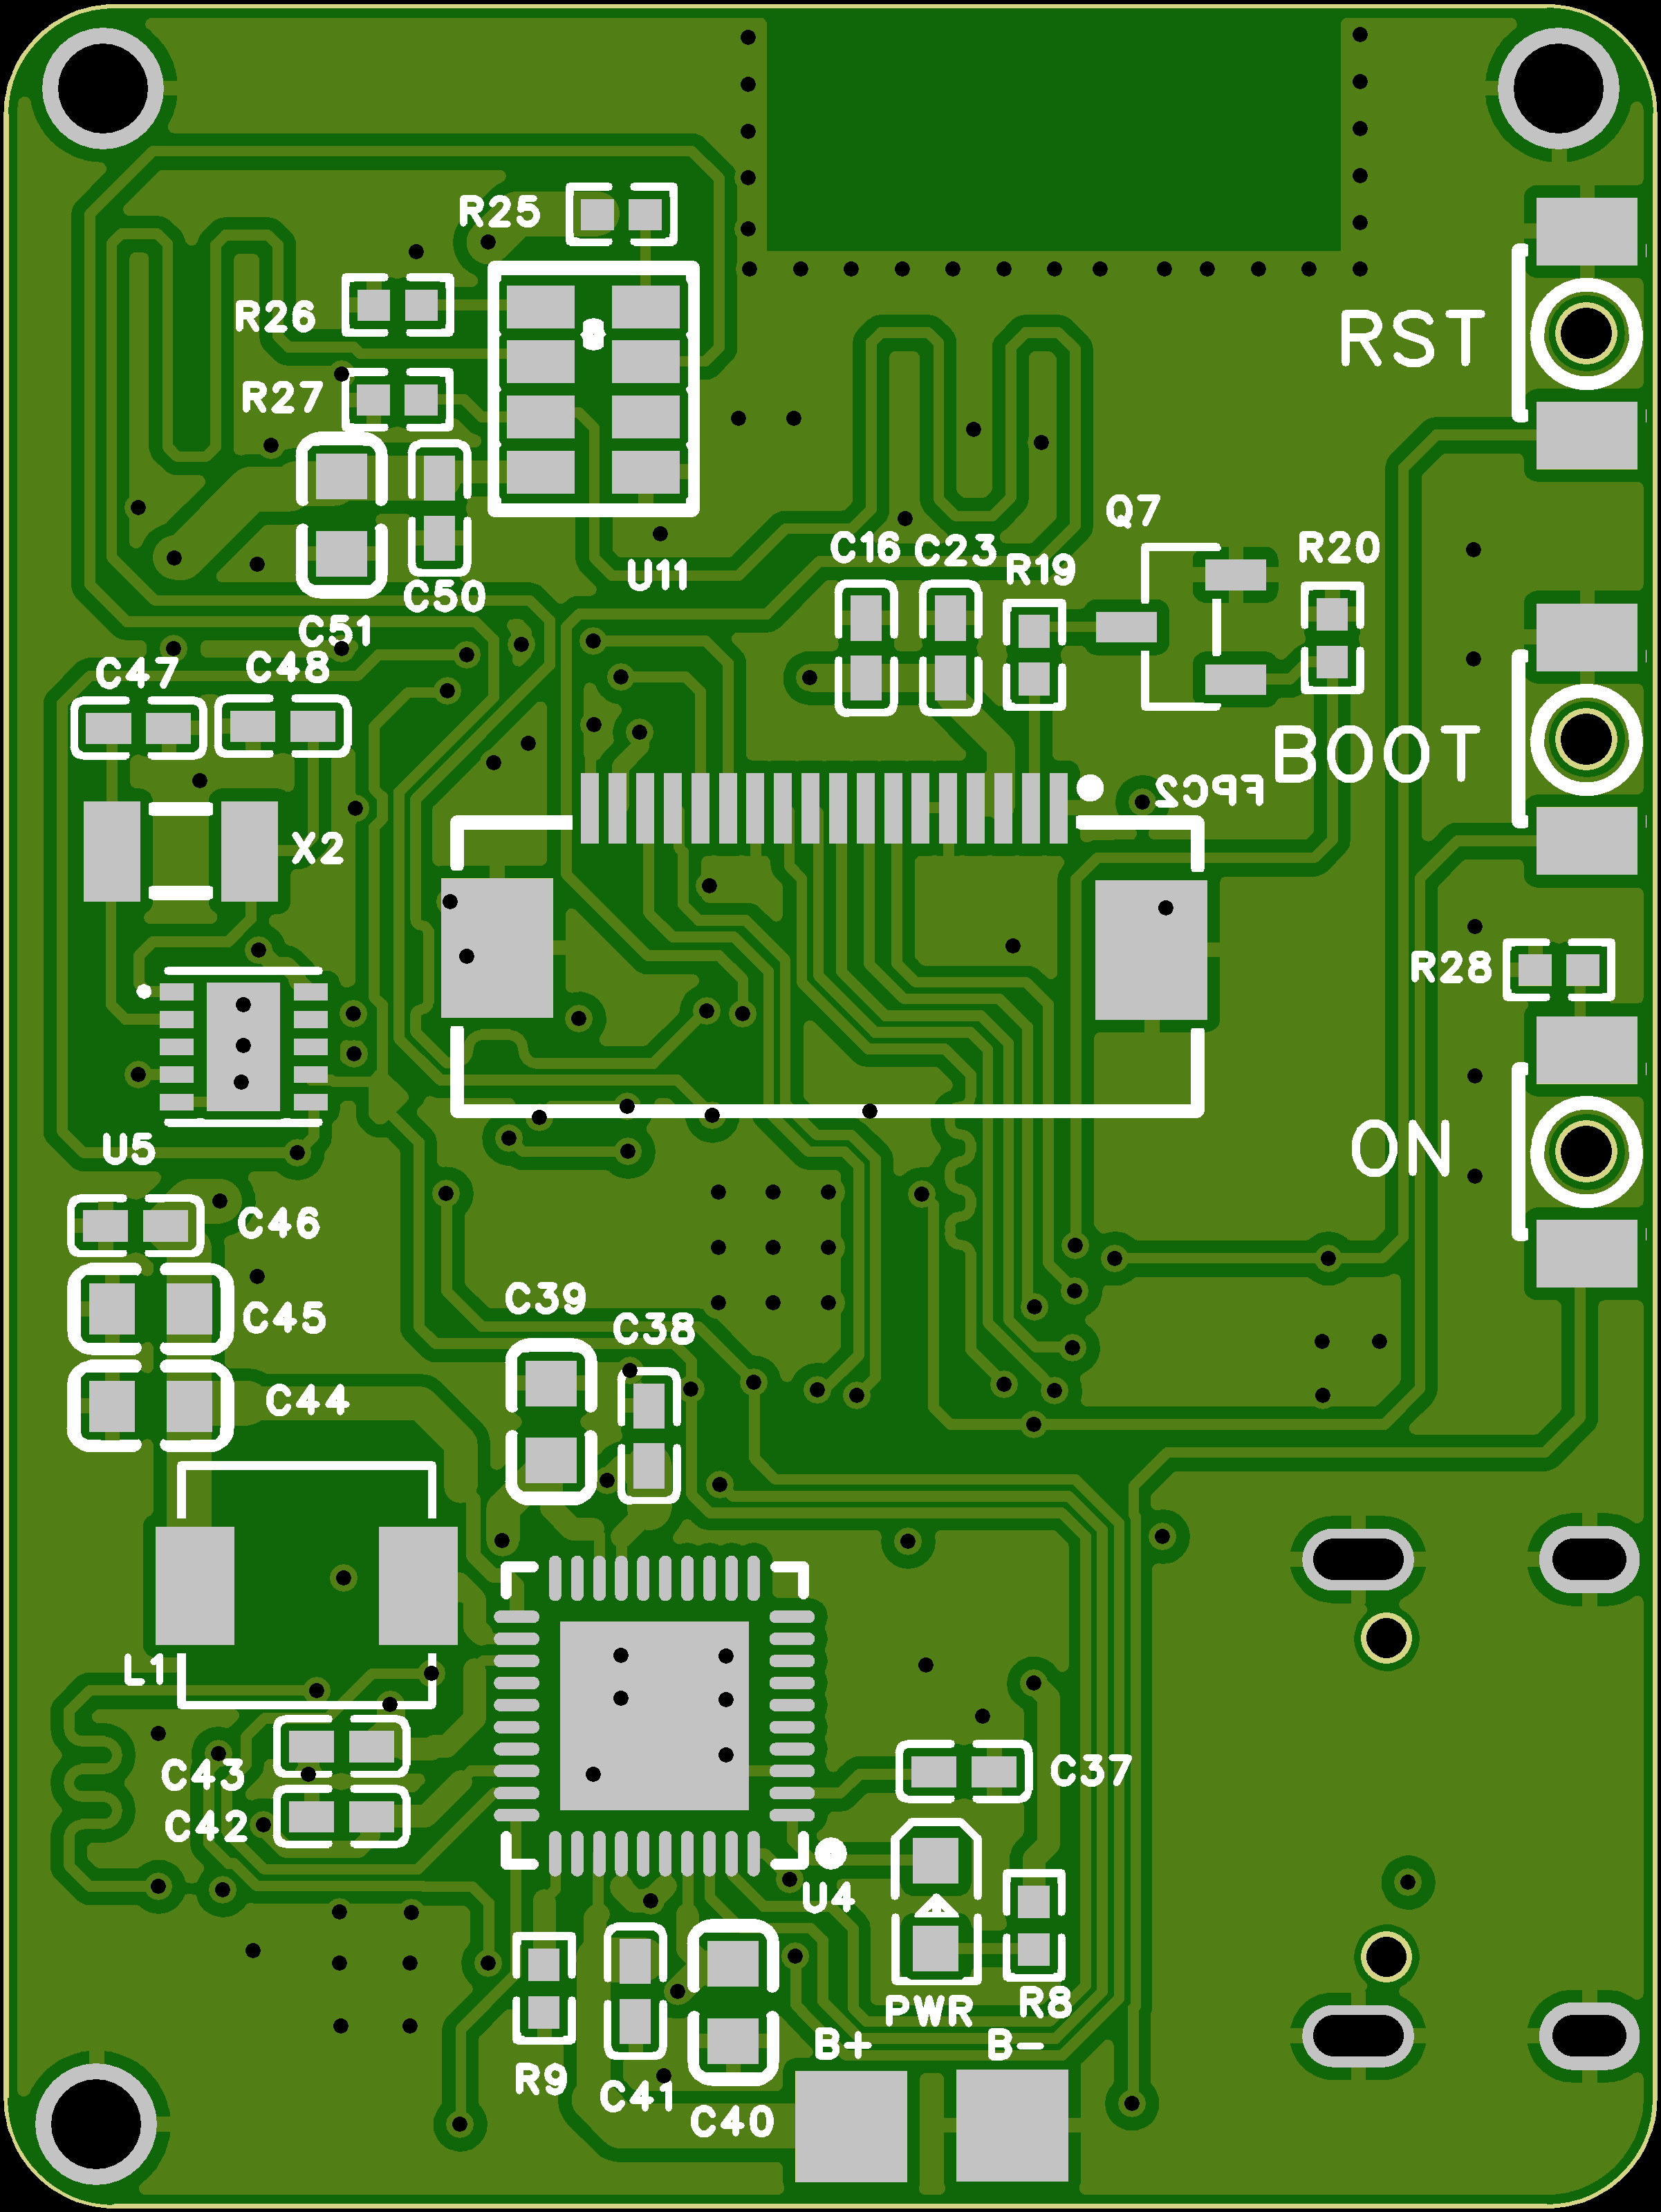 R25
R26
RST
R27
Q7
C16 C23 R20
R19
U11
C50
C51
C47 C48
BOOT
FPC2
X2
R28
U5
ON
C46
C39
C45
C38
C44
L1
C43
C37
C42
U4
PWR R8
B+ B-
R9
C41
C40